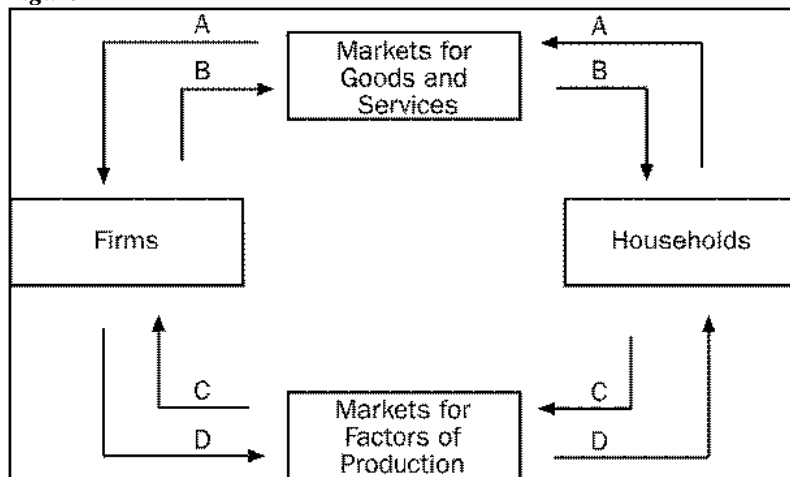 A
A
Markets for
Goods and
Services
B
B
Firms
Households
C
Markets for
Factors of
Production
C
D
D